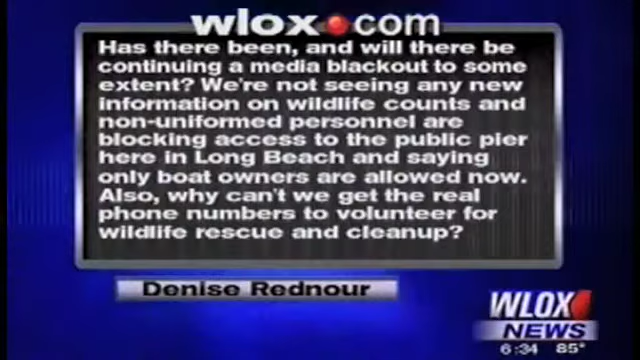 wlox.com
Has there been, and will there be
continuing a media blackout to some
extent? We're not seeing any new
information on wildlife counts and
non-uniformed personnel are
blocking access to the public pier
here in Long Beach and saying
only boat owners are allowed now.
Also, why can't we get the real
phone numbers to volunteer for
wildlife rescue and cleanup?
Denise Rednour
WLOX
NEWS
6:34 85°